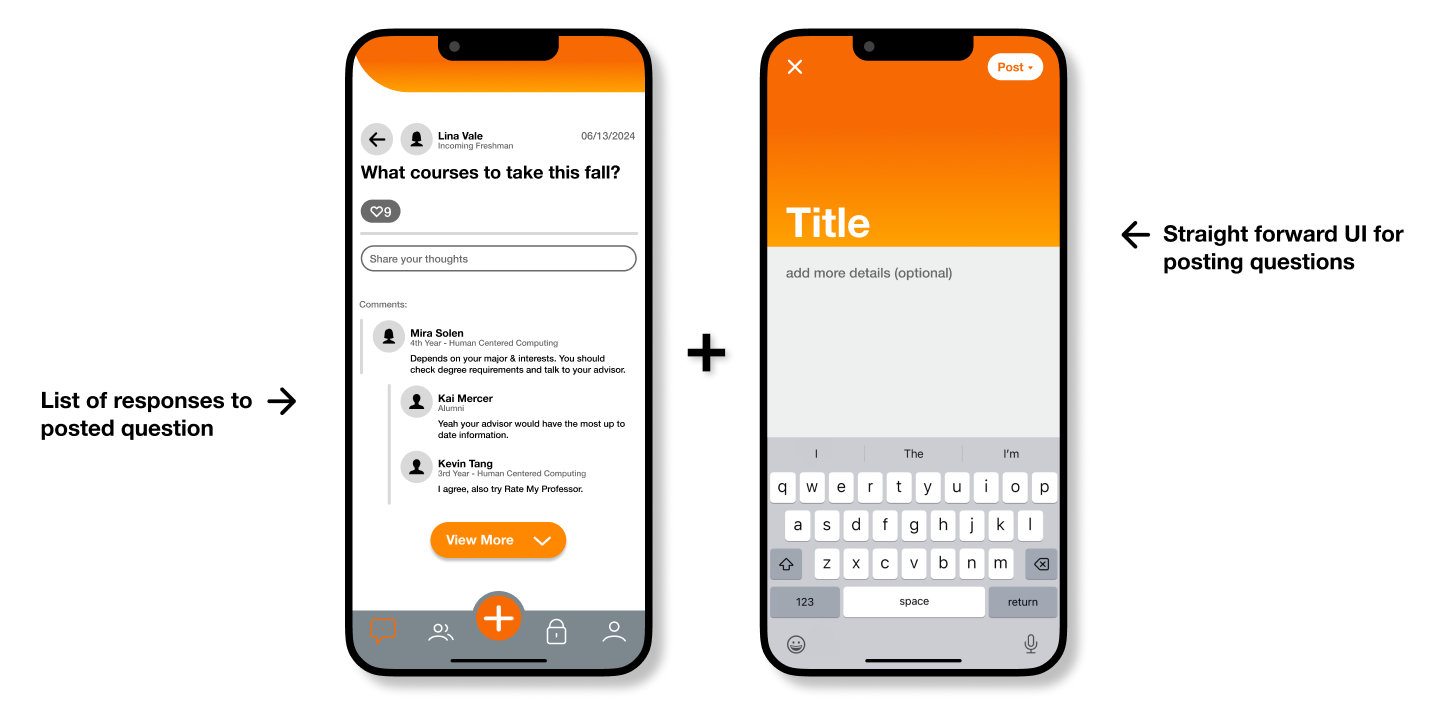 List of responses to
posted question
Lina Vale
Incoming Freshman
06/13/2024
What courses to take this fall?
9
Share your thoughts
Comments:
Mira Solen
4th Year - Human Centered Computing
Depends on your major & interests. You should
check degree requirements and talk to your advisor.
Kai Mercer
Alumni
Yeah your advisor would have the most up to
date information.
Kevin Tang
3rd Year - Human Centered Computing
I agree, also try Rate My Professor.
View More
+
Post
Title
add more details (optional)
I The I'm
q w e r t y u i o p
a s d f g h j k l
z x c v b n m
123 space return
Straight forward UI for
posting questions